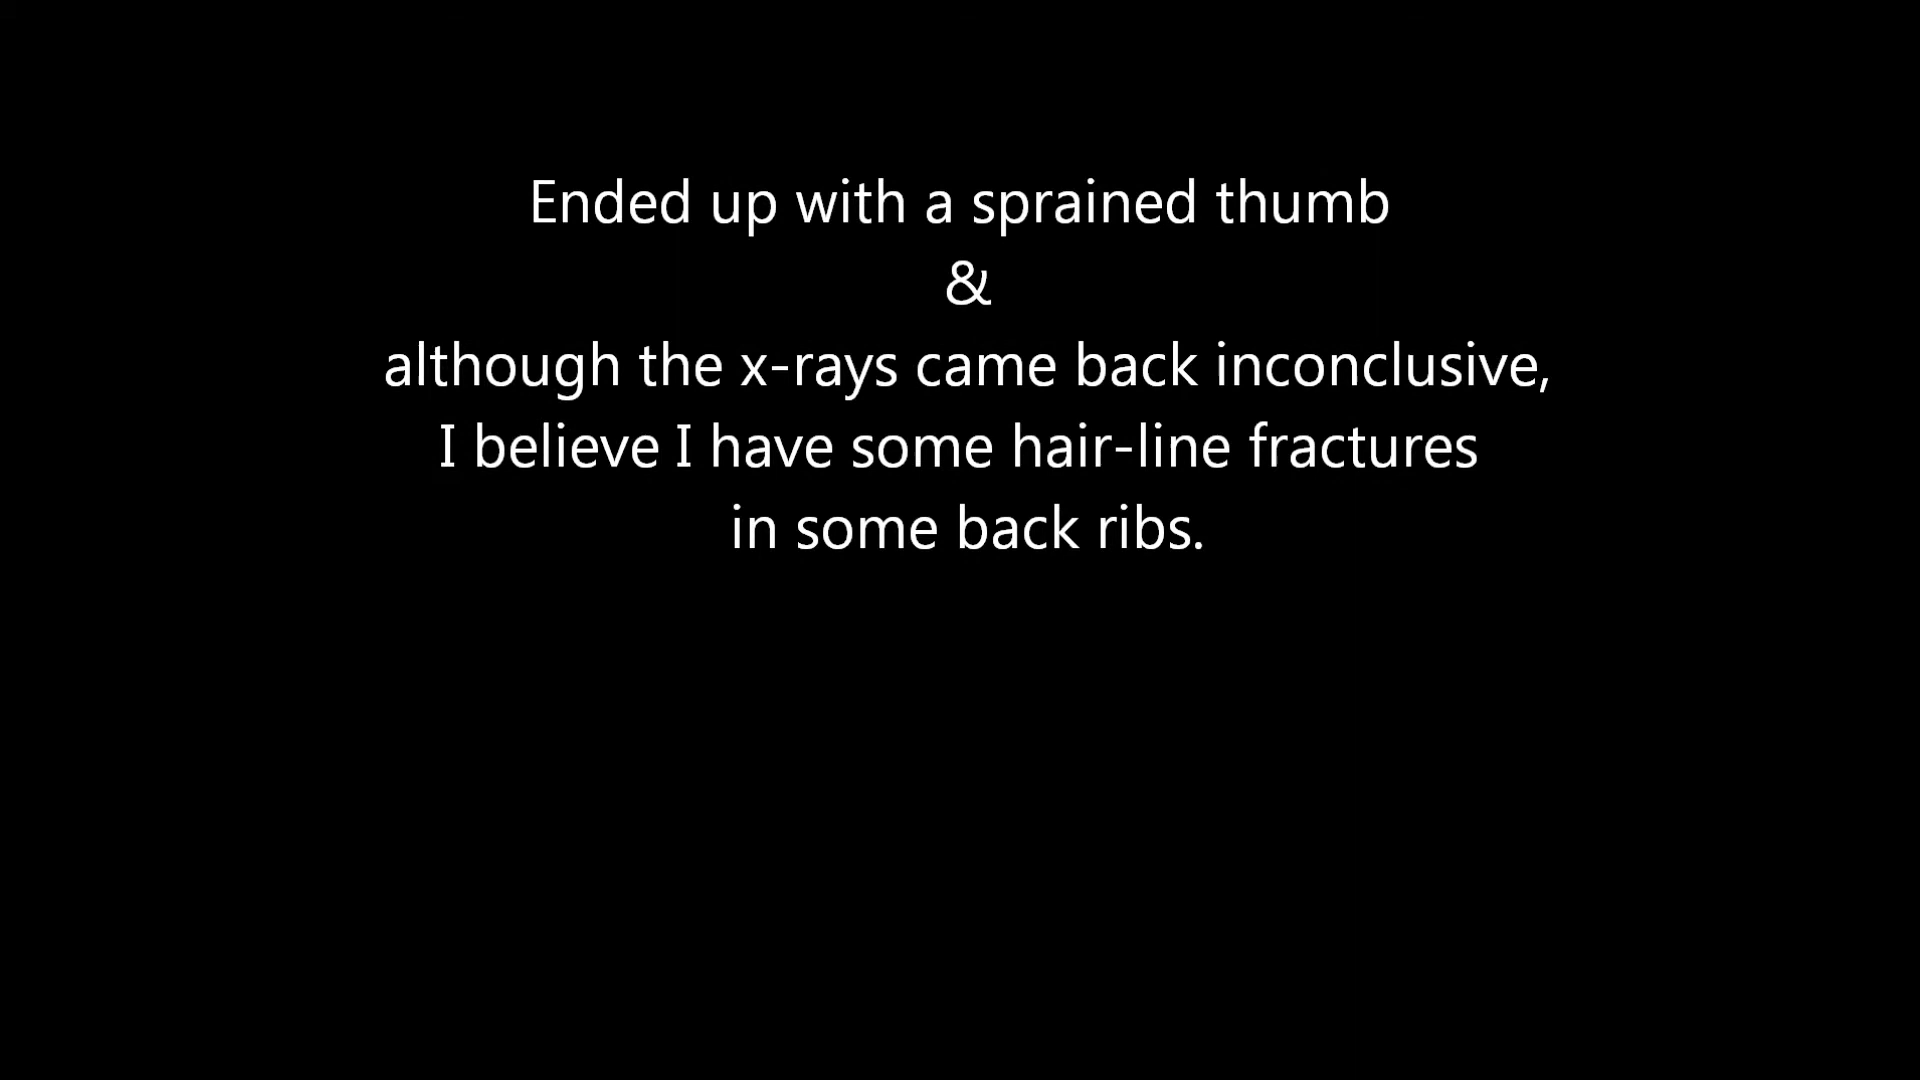 Ended up with a sprained thumb
&
although the x-rays came back inconclusive,
I believe I have some hair-line fractures
in some back ribs.